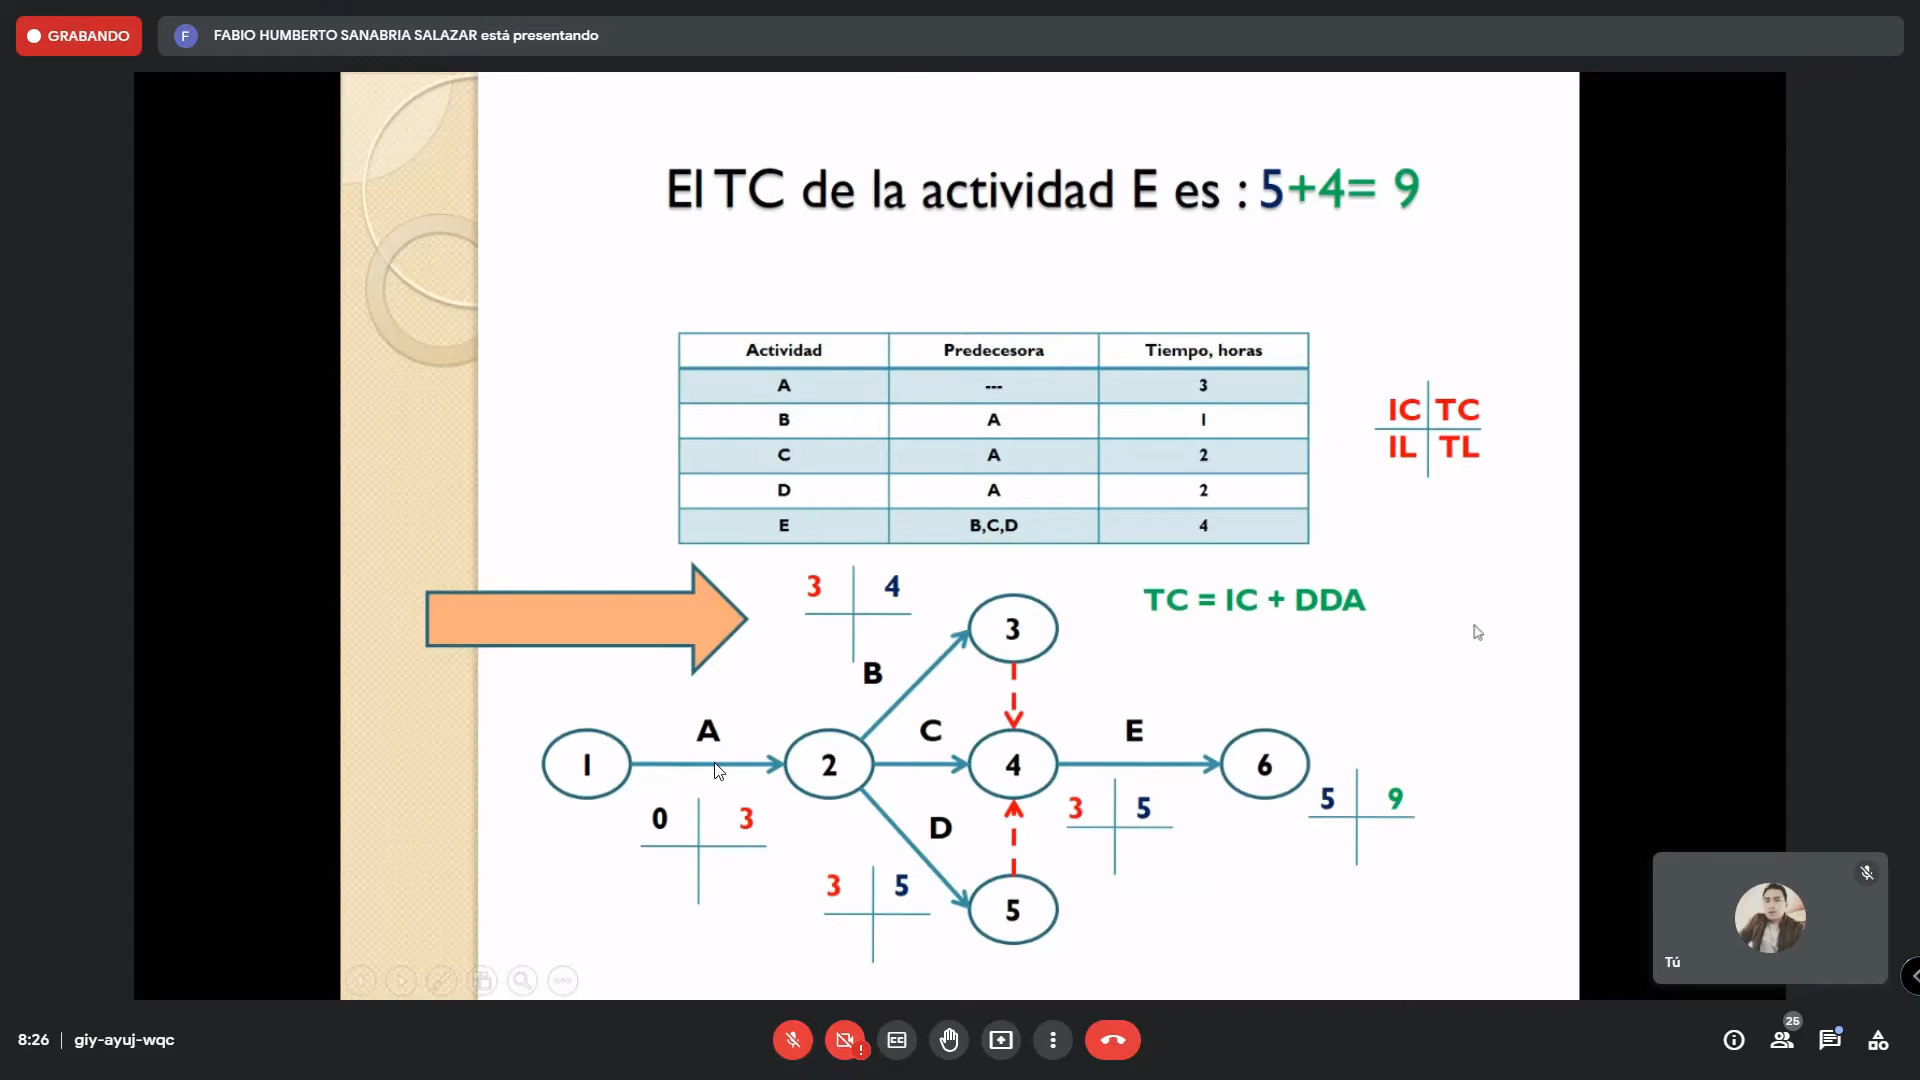 GRABANDO
F FABIO HUMBERTO SANABRIA SALAZAR está presentando
El TC de la actividad E es : 5+4= 9
Actividad Predecesora Tiempo, horas
A --- 3
B A 1
C A 2
D A 2
E B,C,D 4
IC TC
IL TL
3 4
TC = IC + DDA
3
B
A
C
E
1
2
4
6
0 3
D
3 5
5 9
3 5
5
Tú
8:26 giy-ayuj-wqc
CC
!
25